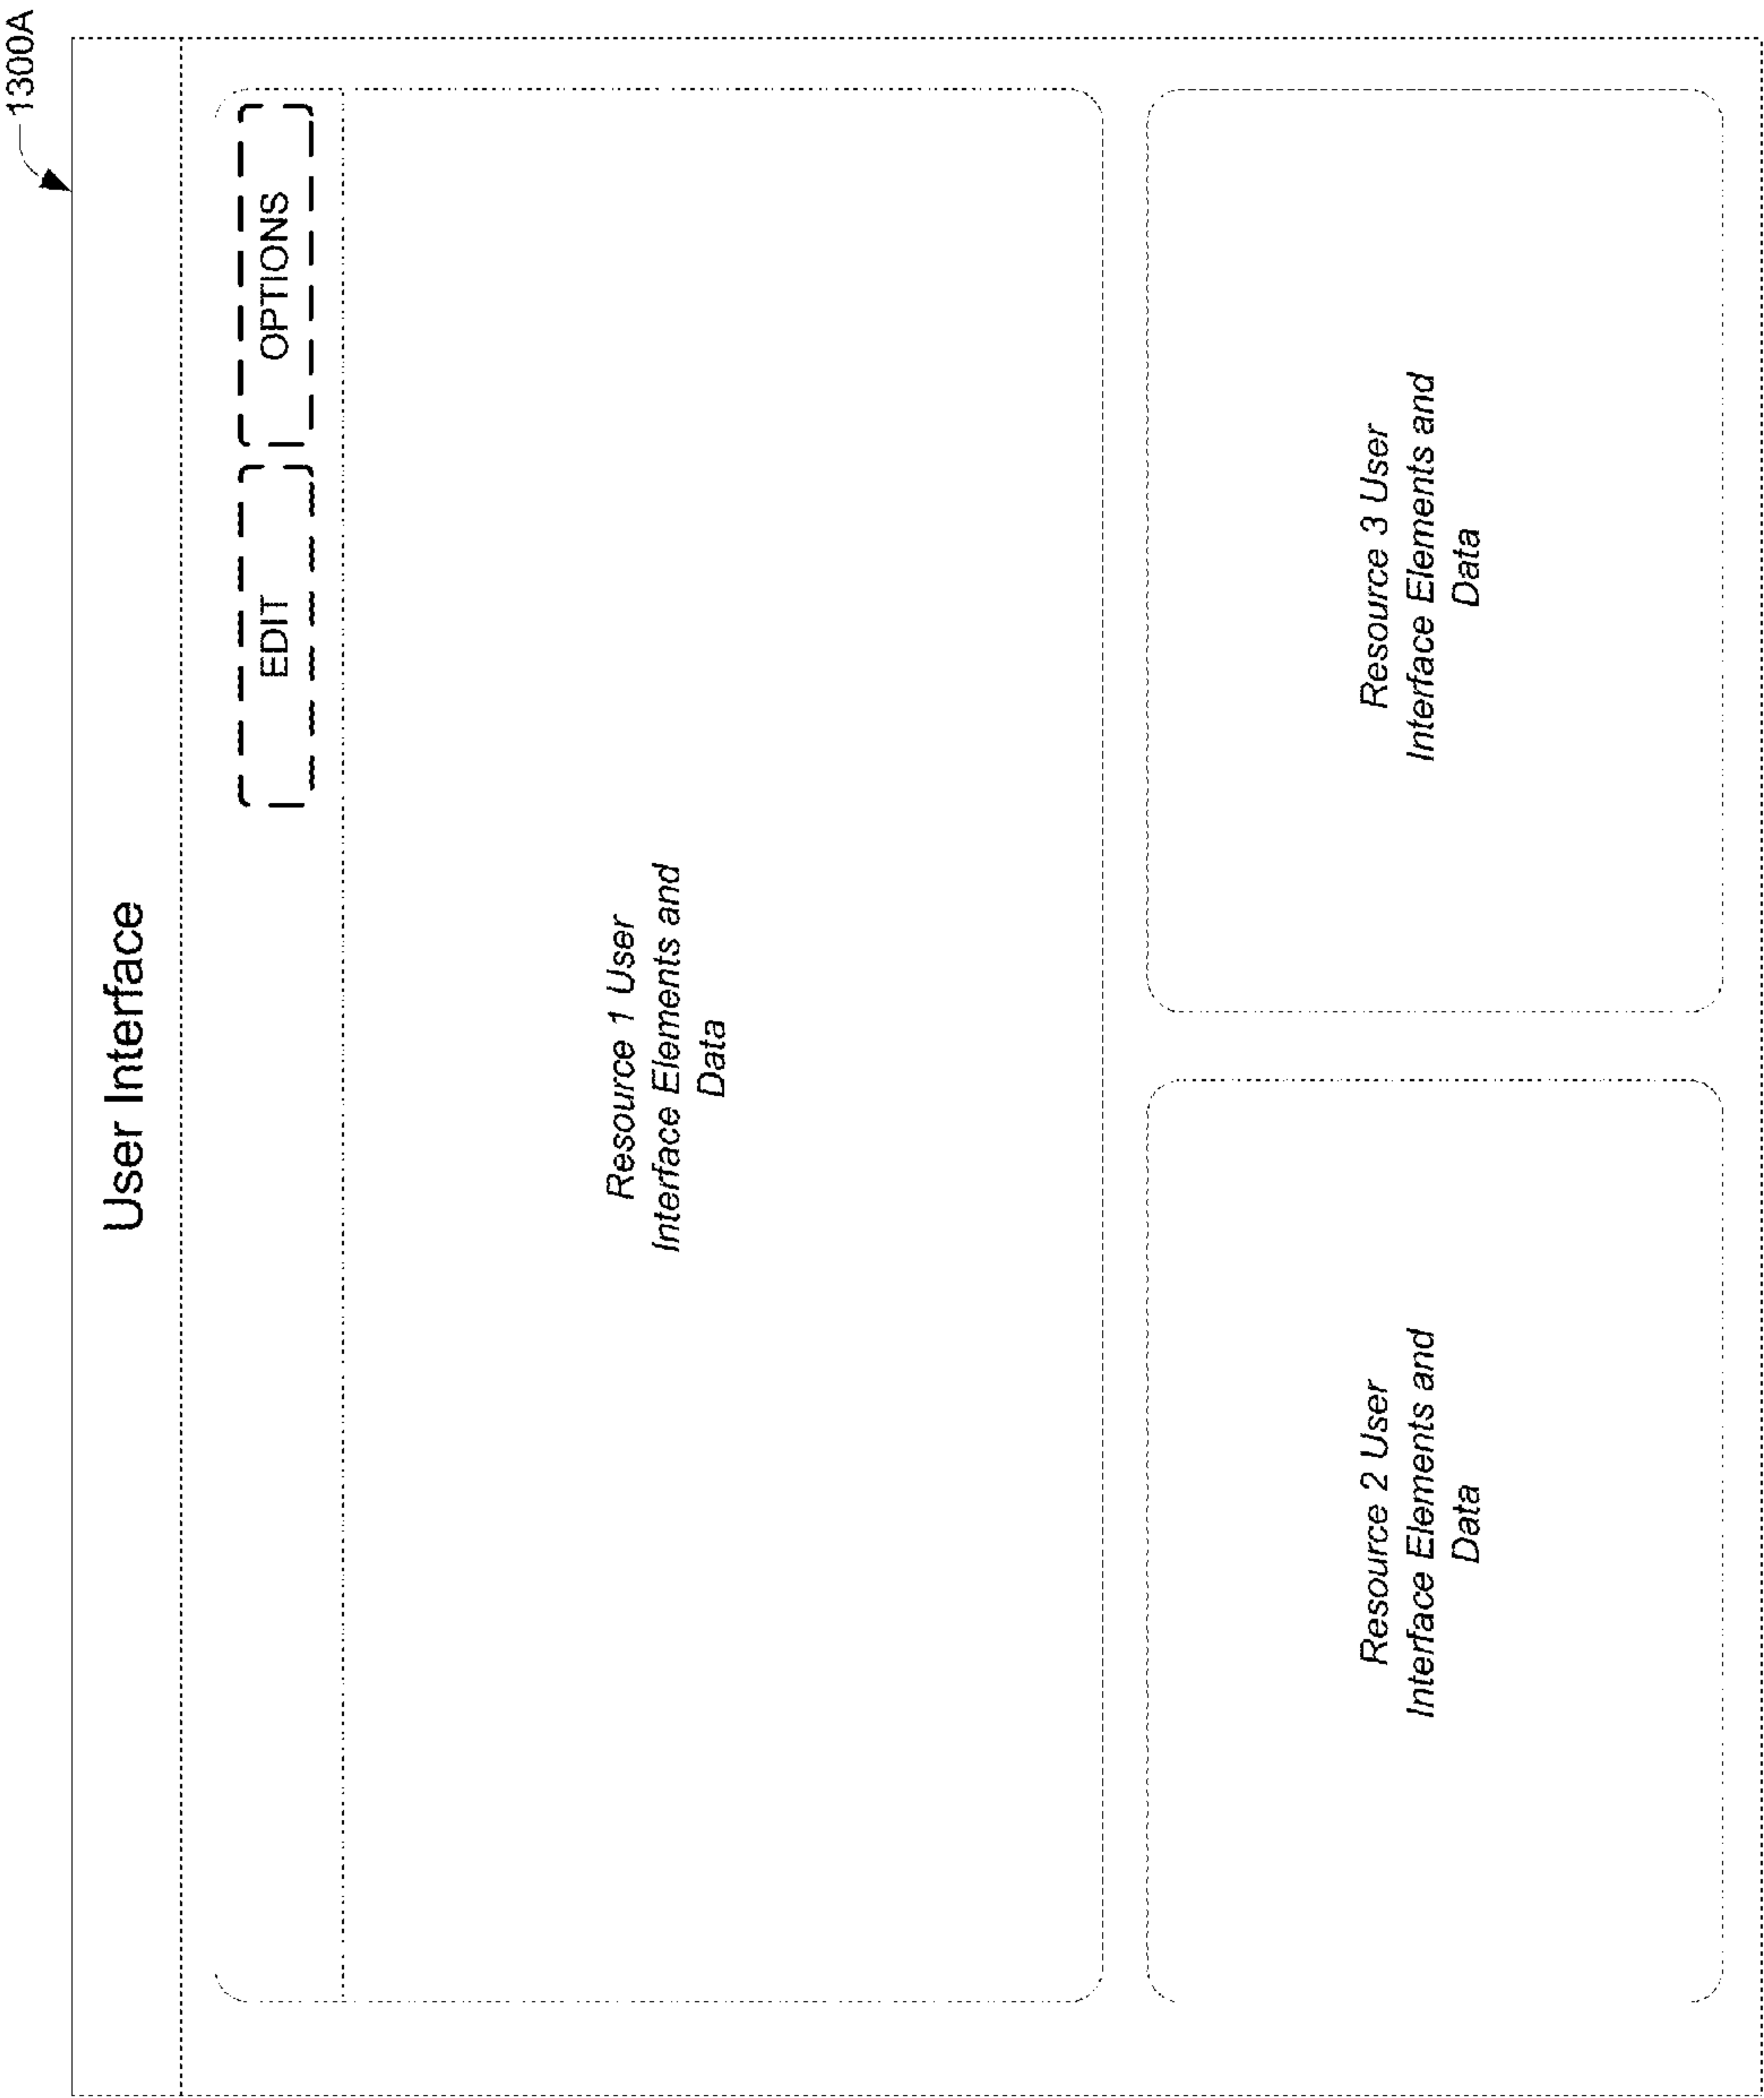 1300A
User Interface
EDIT
OPTIONS
Resource 1 User
Interface Elements and
Data
Resource 2 User
Interface Elements and
Data
Resource 3 User
Interface Elements and
Data